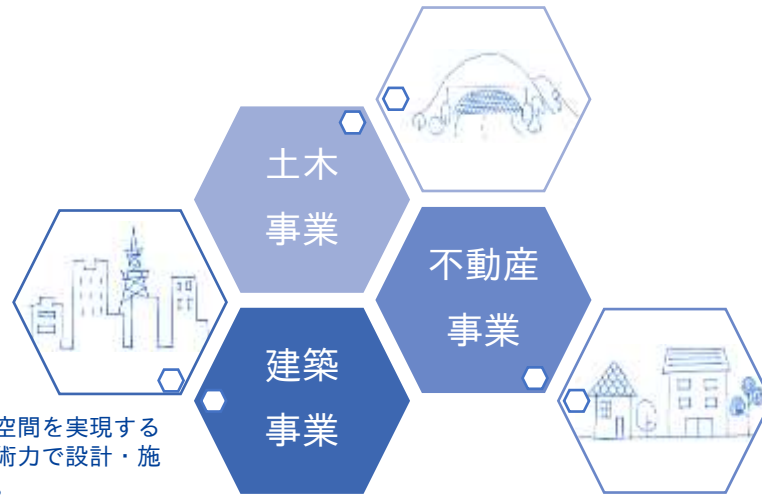 土木
事業
不動産
事業
建築
事業
空間を実現する
術力で設計・施